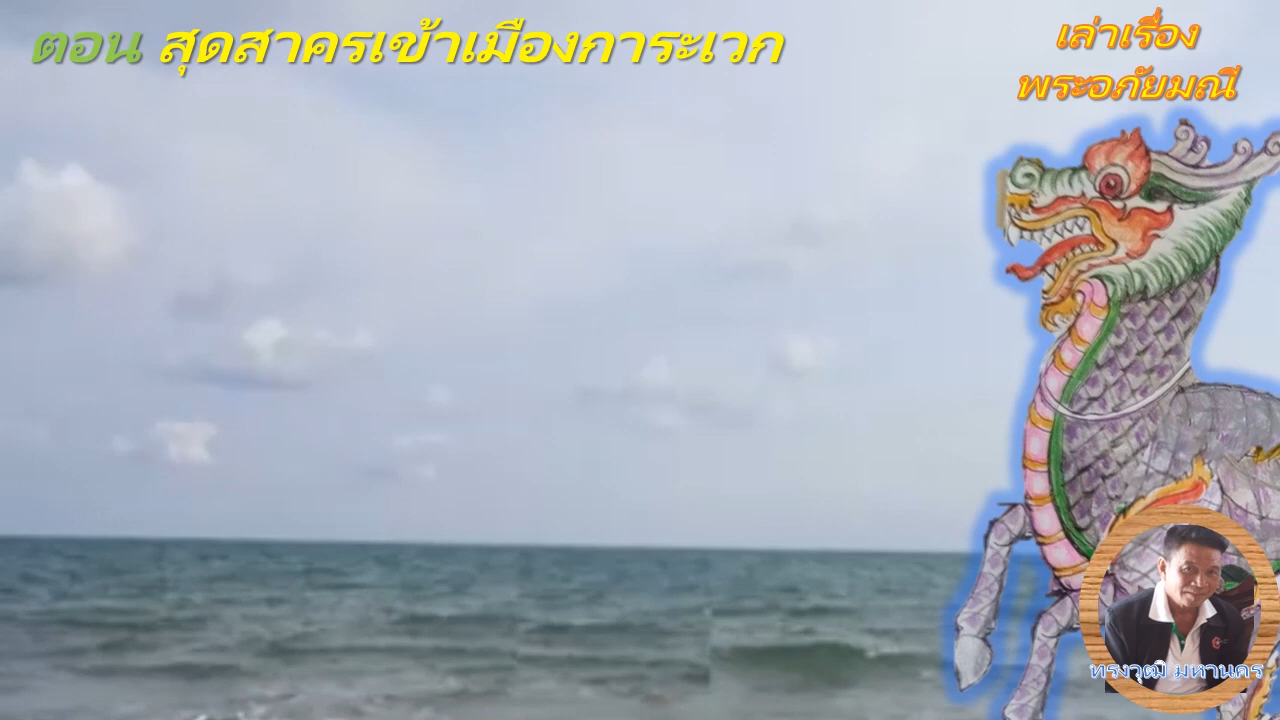 ตอน สุดสาครเข้าเมืองการะเวก
เล่าเรื่อง
พระอภัยมณี
ทรงวุฒิ มหานคร